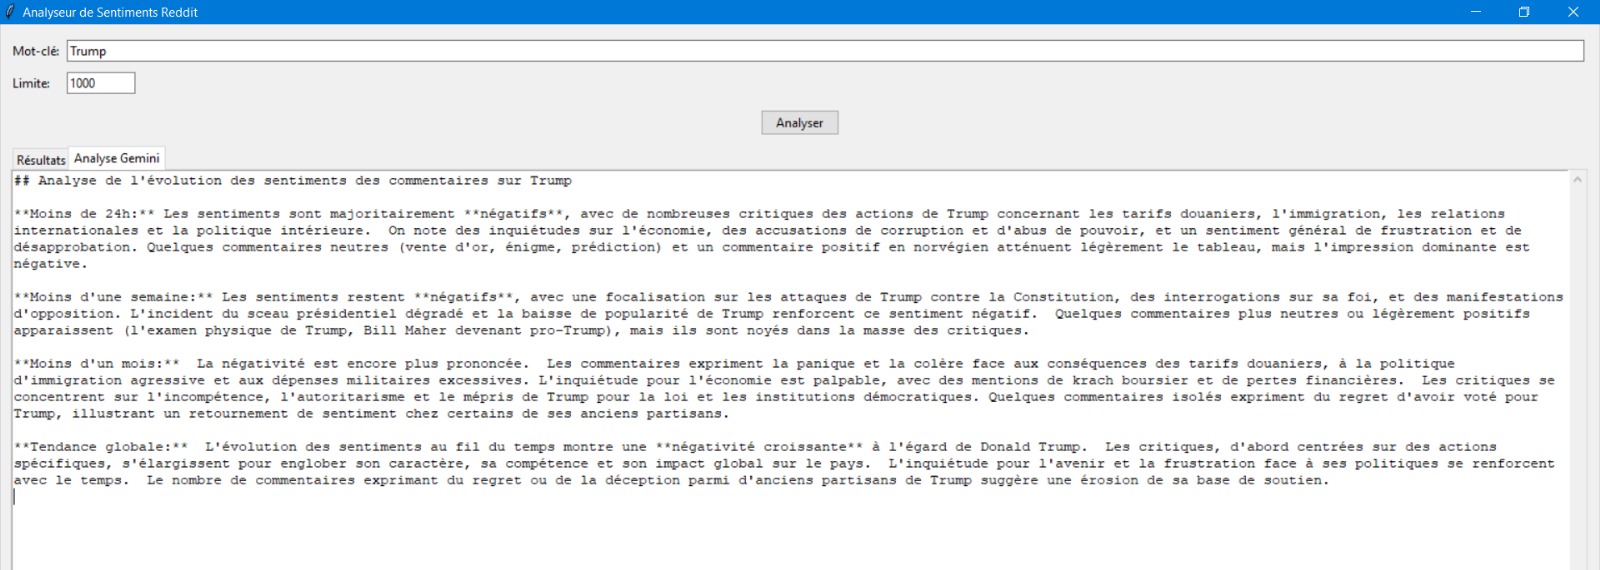 Analyseur de Sentiments Reddit
Mot-clé: Trump
Limite: 1000
Analyser
Résultats Analyse Gemini
## Analyse de l'évolution des sentiments des commentaires sur Trump
**Moins de 24h:** Les sentiments sont majoritairement **négatifs**, avec de nombreuses critiques des actions de Trump concernant les tarifs douaniers, l'immigration, les relations
internationales et la politique intérieure.  On note des inquiétudes sur l'économie, des accusations de corruption et d'abus de pouvoir, et un sentiment général de frustration et de
désapprobation. Quelques commentaires neutres (vente d'or, énigme, prédiction) et un commentaire positif en norvégien atténuent légèrement le tableau, mais l'impression dominante est
négative.
**Moins d'une semaine:** Les sentiments restent **négatifs**, avec une focalisation sur les attaques de Trump contre la Constitution, des interrogations sur sa foi, et des manifestations
d'opposition. L'incident du sceau présidentiel dégradé et la baisse de popularité de Trump renforcent ce sentiment négatif.  Quelques commentaires plus neutres ou légèrement positifs
apparaissent (l'examen physique de Trump, Bill Maher devenant pro-Trump), mais ils sont noyés dans la masse des critiques.
**Moins d'un mois:**  La négativité est encore plus prononcée.  Les commentaires expriment la panique et la colère face aux conséquences des tarifs douaniers, à la politique
d'immigration agressive et aux dépenses militaires excessives. L'inquiétude pour l'économie est palpable, avec des mentions de krach boursier et de pertes financières.  Les critiques se
concentrent sur l'incompétence, l'autoritarisme et le mépris de Trump pour la loi et les institutions démocratiques. Quelques commentaires isolés expriment du regret d'avoir voté pour
Trump, illustrant un retournement de sentiment chez certains de ses anciens partisans.
**Tendance globale:**  L'évolution des sentiments au fil du temps montre une **négativité croissante** à l'égard de Donald Trump.  Les critiques, d'abord centrées sur des actions
spécifiques, s'élargissent pour englober son caractère, sa compétence et son impact global sur le pays.  L'inquiétude pour l'avenir et la frustration face à ses politiques se renforcent
avec le temps.  Le nombre de commentaires exprimant du regret ou de la déception parmi d'anciens partisans de Trump suggère une érosion de sa base de soutien.